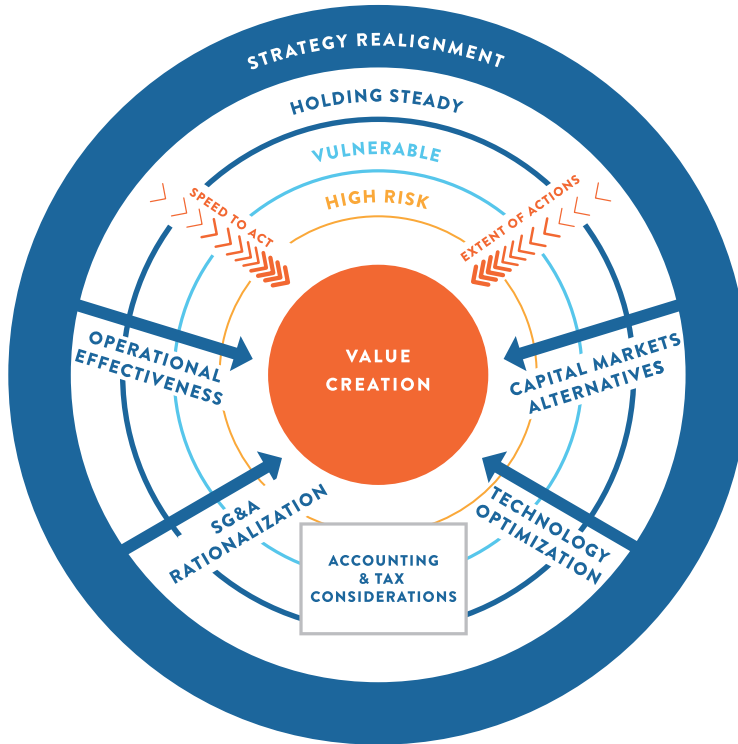 STRATEGY REALIGNMENT
HOLDING STEADY
VULNERABLE
HIGH RISK
SPEED TO ACT
EXTENT OF ACTIONS
VALUE
CREATION
OPERATIONAL
EFFECTIVENESS
CAPITAL MARKETS
ALTERNATIVES
SG&A
RATIONALIZATION
TECHNOLOGY
OPTIMIZATION
ACCOUNTING
& TAX
CONSIDERATIONS